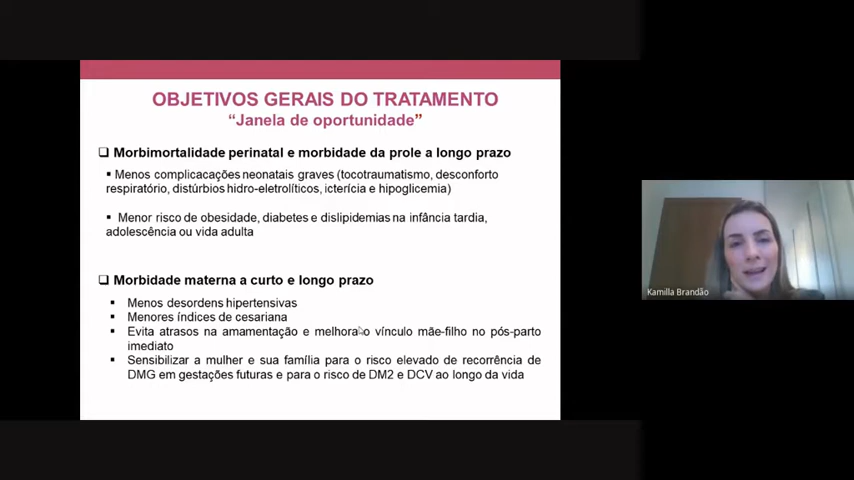 OBJETIVOS GERAIS DO TRATAMENTO
“Janela de oportunidade”
❑ Morbimortalidade perinatal e morbidade da prole a longo prazo
▪ Menos complicacações neonatais graves (tocotraumatismo, desconforto
respiratório, distúrbios hidro-eletrolíticos, icterícia e hipoglicemia)
▪ Menor risco de obesidade, diabetes e dislipidemias na infância tardia,
adolescência ou vida adulta
❑ Morbidade materna a curto e longo prazo
▪ Menos desordens hipertensivas
▪ Menores índices de cesariana
▪ Evita atrasos na amamentação e melhora o vínculo mãe-filho no pós-parto
imediato
▪ Sensibilizar a mulher e sua família para o risco elevado de recorrência de
DMG em gestações futuras e para o risco de DM2 e DCV ao longo da vida
Kamilla Brandão